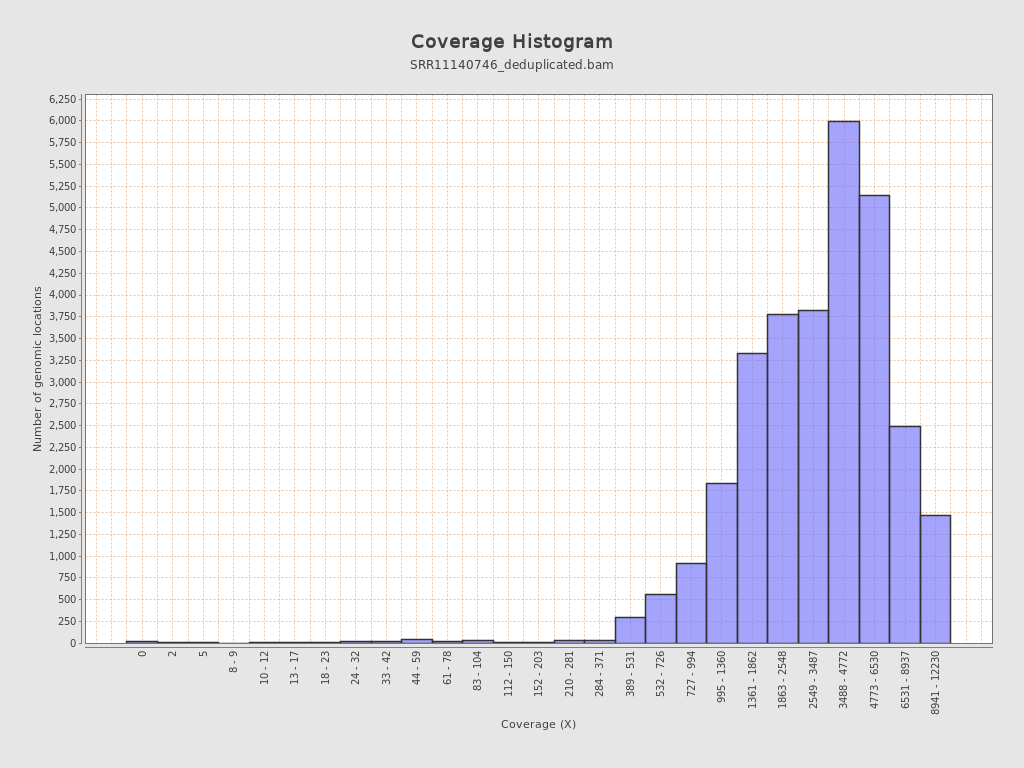 Coverage Histogram
SRR11140746_deduplicated.bam
Number of genomic locations
6,250
6,000
5,750
5,500
5,250
5,000
4,750
4,500
4,250
4,000
3,750
3,500
3,250
3,000
2,750
2,500
2,250
2,000
1,750
1,500
1,250
1,000
750
500
250
0
0
2
5
8 - 9
10 - 12
13 - 17
18 - 23
24 - 32
33 - 42
44 - 59
61 - 78
83 - 104
112 - 150
152 - 203
210 - 281
284 - 371
389 - 531
532 - 726
727 - 994
995 - 1360
1361 - 1862
1863 - 2548
2549 - 3487
3488 - 4772
4773 - 6530
6531 - 8937
8941 - 12230
Coverage (X)